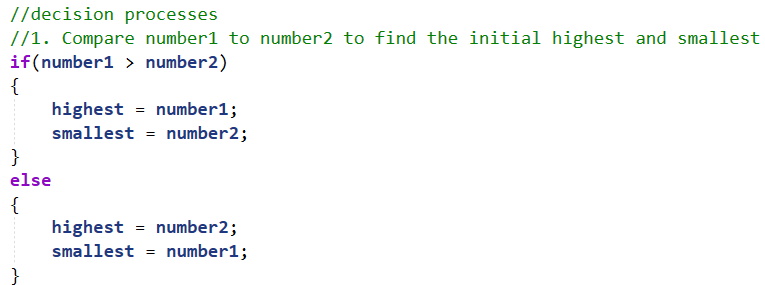 //decision processes
//1. Compare number1 to number2 to find the initial highest and smallest
if(number1 > number2)
{
    highest = number1;
    smallest = number2;
}
else
{
    highest = number2;
    smallest = number1;
}